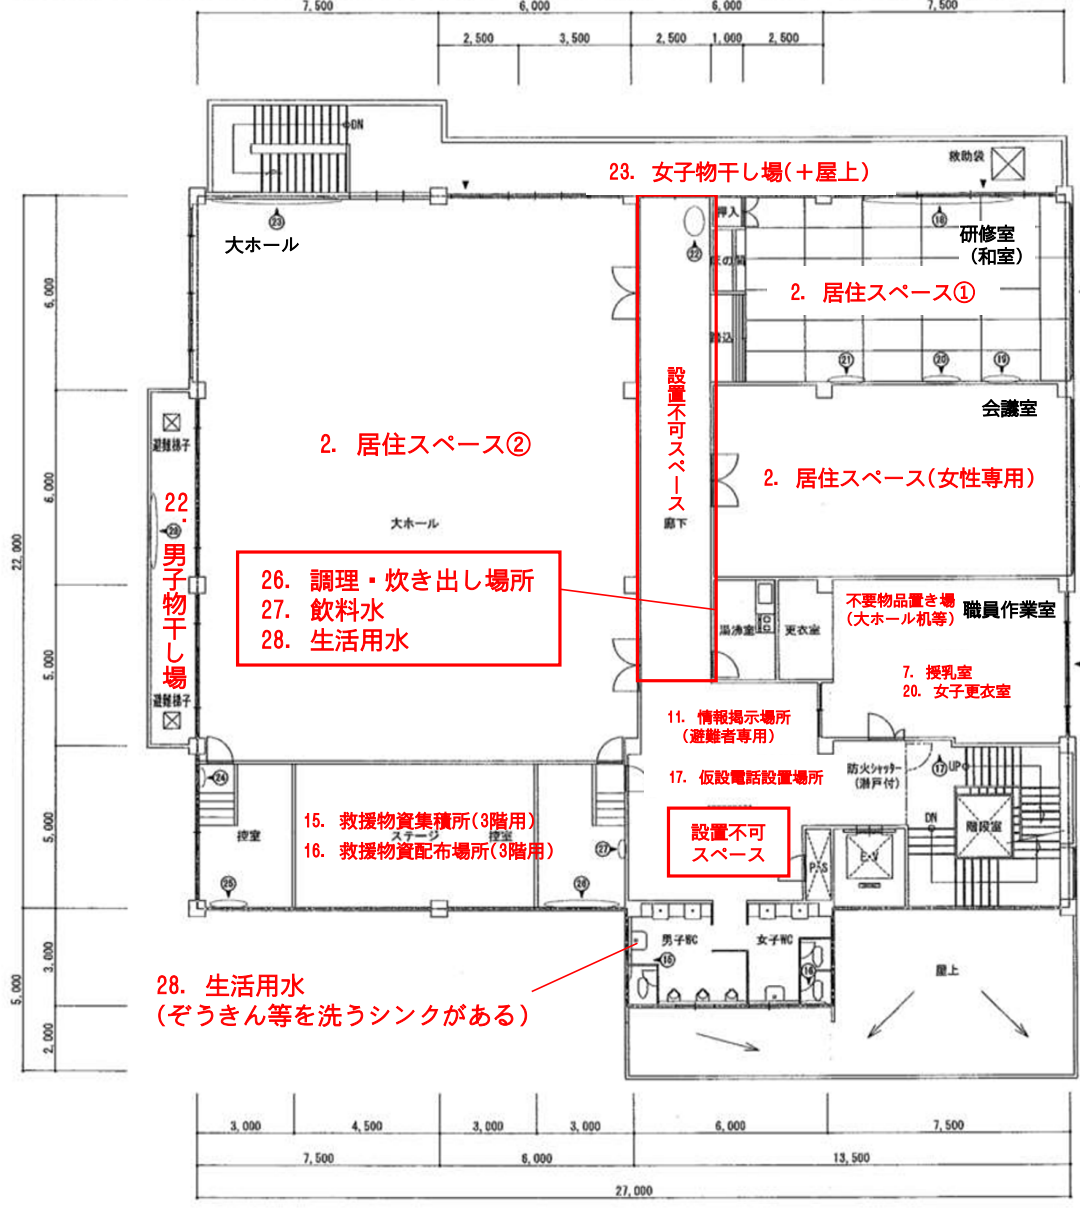 7,500
6,000
6,000
7,500
2,500
3,500
2,500
1,000
2,500
DN
救助袋
23. 女子物干し場(+屋上)
23
大ホール
22
押入
18
研修室
(和室)
2. 居住スペース①
踏込
21
20
19
6,000
設置不可スペース
会議室
避難梯子
2. 居住スペース②
2. 居住スペース(女性専用)
6,000
22.男子物干し場
大ホール
廊下
22,000
26. 調理・炊き出し場所
27. 飲料水
28. 生活用水
湯沸室
更衣室
不要物品置き場
(大ホール机等)
職員作業室
5,000
7. 授乳室
20. 女子更衣室
避難梯子
11. 情報掲示場所
(避難者専用)
24
17. 仮設電話設置場所
防火シャッター
(潜戸付)
17
UP
5,000
控室
15. 救援物資集積所(3階用)
ステージ
控室
16. 救援物資配布場所(3階用)
27
設置不可
スペース
P・S
E・V
DN
階段室
25
26
3,000
5,000
男子WC
女子WC
15
16
屋上
28. 生活用水
(ぞうきん等を洗うシンクがある)
2,000
3,000
4,500
3,000
3,000
6,000
7,500
7,500
6,000
13,500
27,000